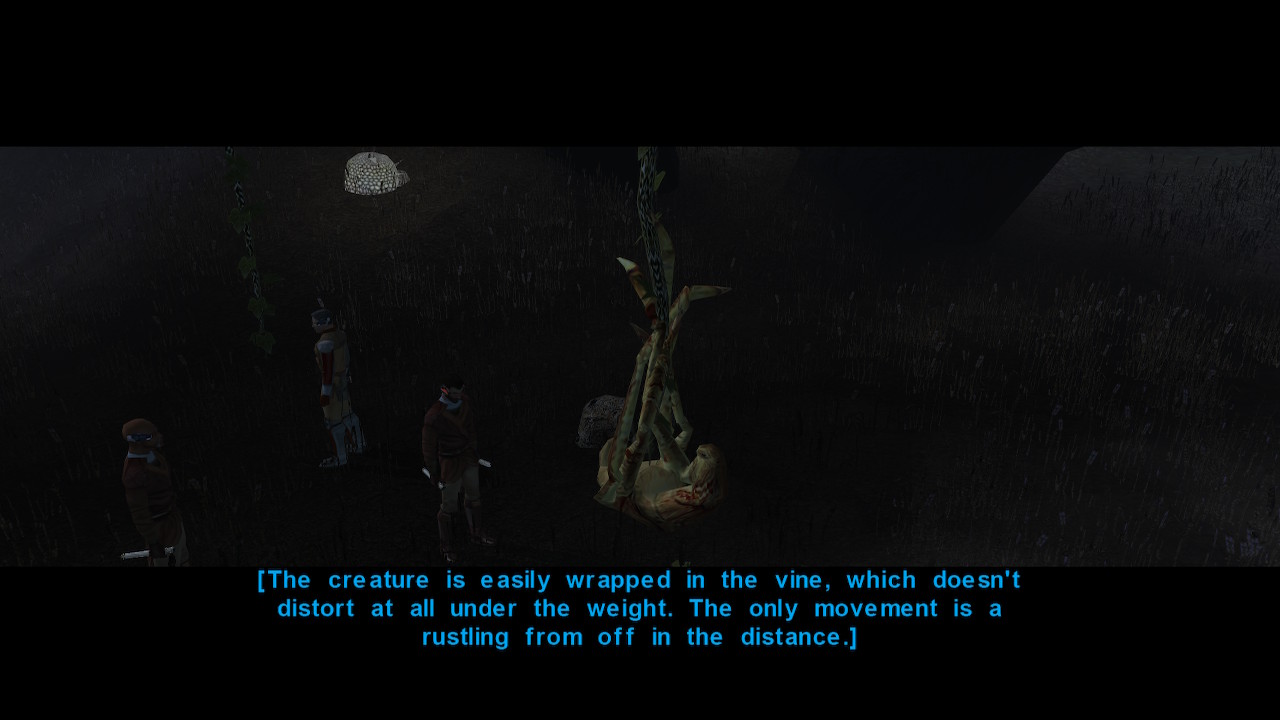 [The creature is easily wrapped in the vine, which doesn't
distort at all under the weight. The only movement is a
rustling from off in the distance.]